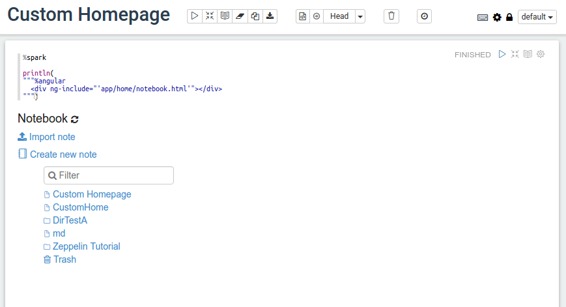 Custom Homepage
Head
default
FINISHED
%spark
println(
"""%angular
<div ng-include="'app/home/notebook.html'"></div>
""")
Notebook
Import note
Create new note
Filter
Custom Homepage
CustomHome
DirTestA
md
Zeppelin Tutorial
Trash